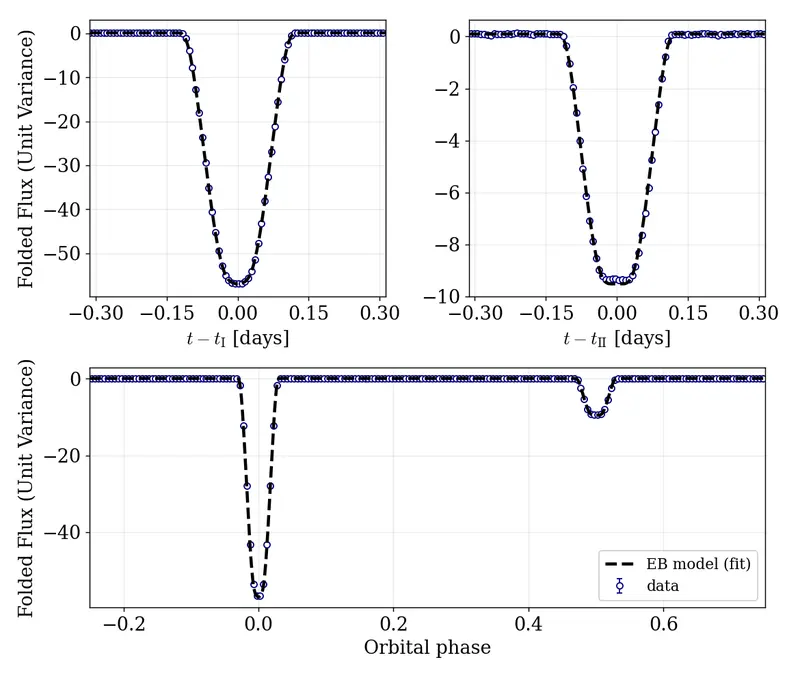 0
−10
−20
−30
−40
−50
Folded Flux (Unit Variance)
−0.30 −0.15 0.00 0.15 0.30
t − tI [days]
0
−2
−4
−6
−8
−10
−0.30 −0.15 0.00 0.15 0.30
t − tII [days]
0
−20
−40
Folded Flux (Unit Variance)
EB model (fit)
data
−0.2 0.0 0.2 0.4 0.6
Orbital phase